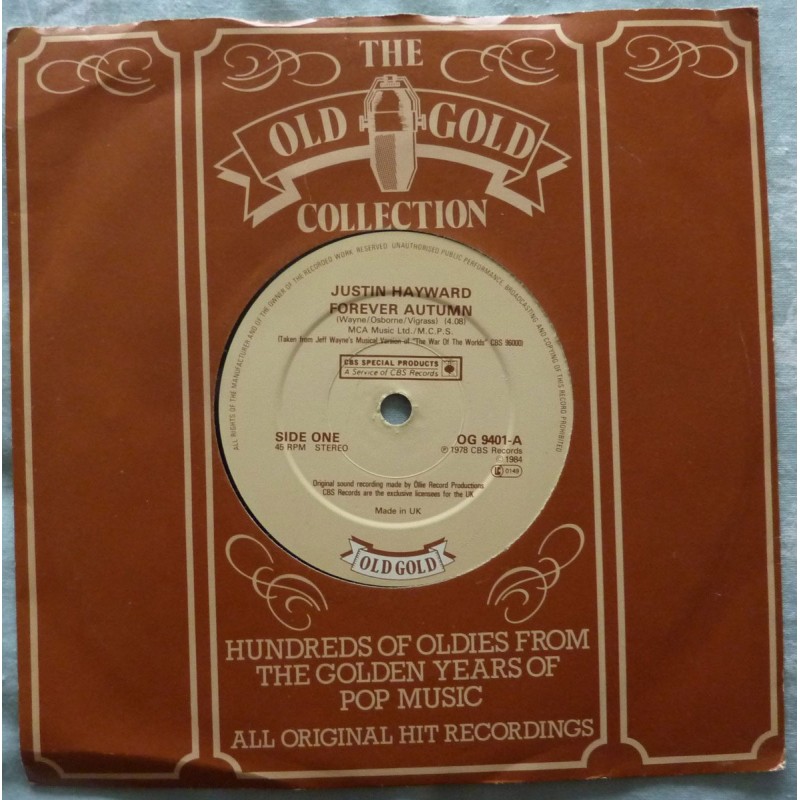 THE
OLD GOLD
COLLECTION
ALL RIGHTS OF THE MANUFACTURER AND OF THE OWNER OF THE RECORDED WORK RESERVED. UNAUTHORISED PUBLIC PERFORMANCE, BROADCASTING AND COPYING OF THIS RECORD PROHIBITED
JUSTIN HAYWARD
FOREVER AUTUMN
(Wayne/Osborne/Vigrass) (4.08)
MCA Music Ltd./M.C.P.S.
(Taken from Jeff Wayne's Musical Version of "The War Of The Worlds" CBS 96000)
CBS SPECIAL PRODUCTS
A Service of CBS Records
SIDE ONE
45 RPM STEREO
OG 9401-A
℗ 1978 CBS Records
© 1984
LC 0149
Original sound recording made by Ollie Record Productions
CBS Records are the exclusive licensees for the UK
Made in UK
OLD GOLD
HUNDREDS OF OLDIES FROM
THE GOLDEN YEARS OF
POP MUSIC
ALL ORIGINAL HIT RECORDINGS